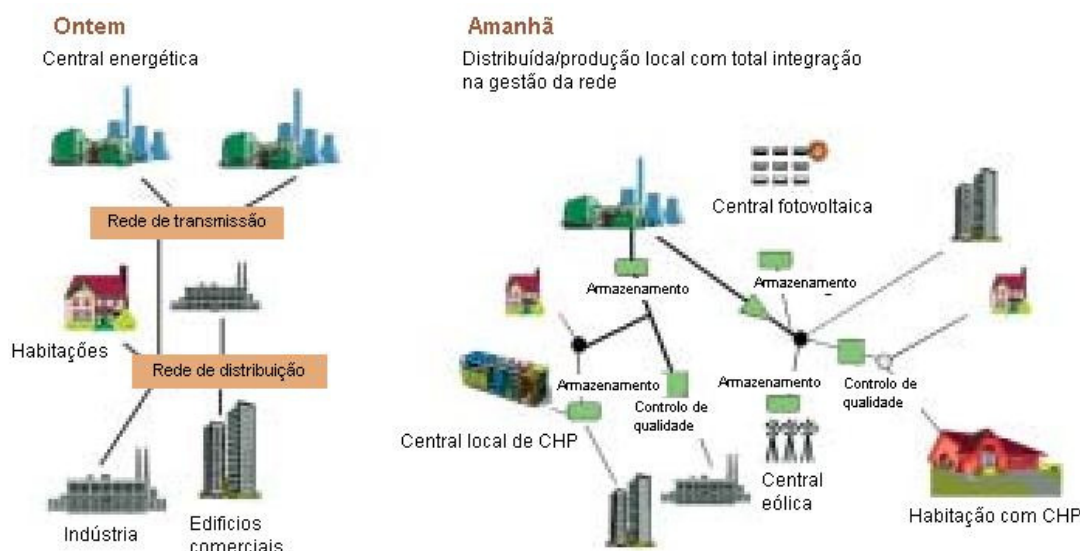 Ontem
Central energética
Rede de transmissão
Habitações
Rede de distribuição
Indústria
Edificios
comerciais
Amanhã
Distribuída/produção local com total integração
na gestão da rede
Central fotovoltaica
Armazenamento
Armazenamento
Armazenamento
Controlo de
qualidade
Armazenamento
Controlo de
qualidade
Central local de CHP
Central
eólica
Habitação com CHP